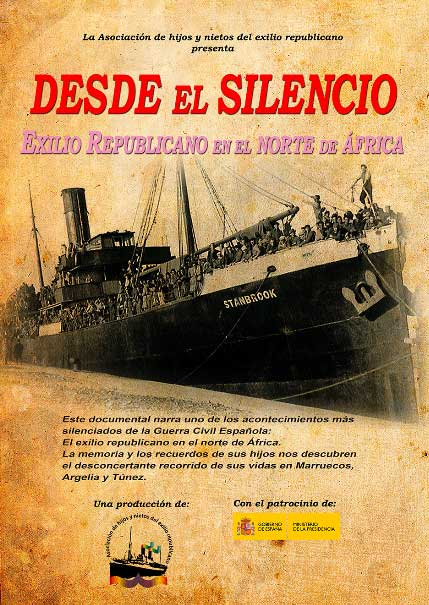 La Asociación de hijos y nietos del exilio republicano
presenta
DESDE EL SILENCIO
EXILIO REPUBLICANO EN EL NORTE DE ÁFRICA
STANBROOK
Este documental narra uno de los acontecimientos más
silenciados de la Guerra Civil Española:
El exilio republicano en el norte de África.
La memoria y los recuerdos de sus hijos nos descubren
el desconcertante recorrido de sus vidas en Marruecos,
Argelia y Túnez.
Una producción de:
Con el patrocinio de:
Asociación de hijos y nietos del exilio republicano
GOBIERNO
DE ESPAÑA
MINISTERIO
DE LA PRESIDENCIA